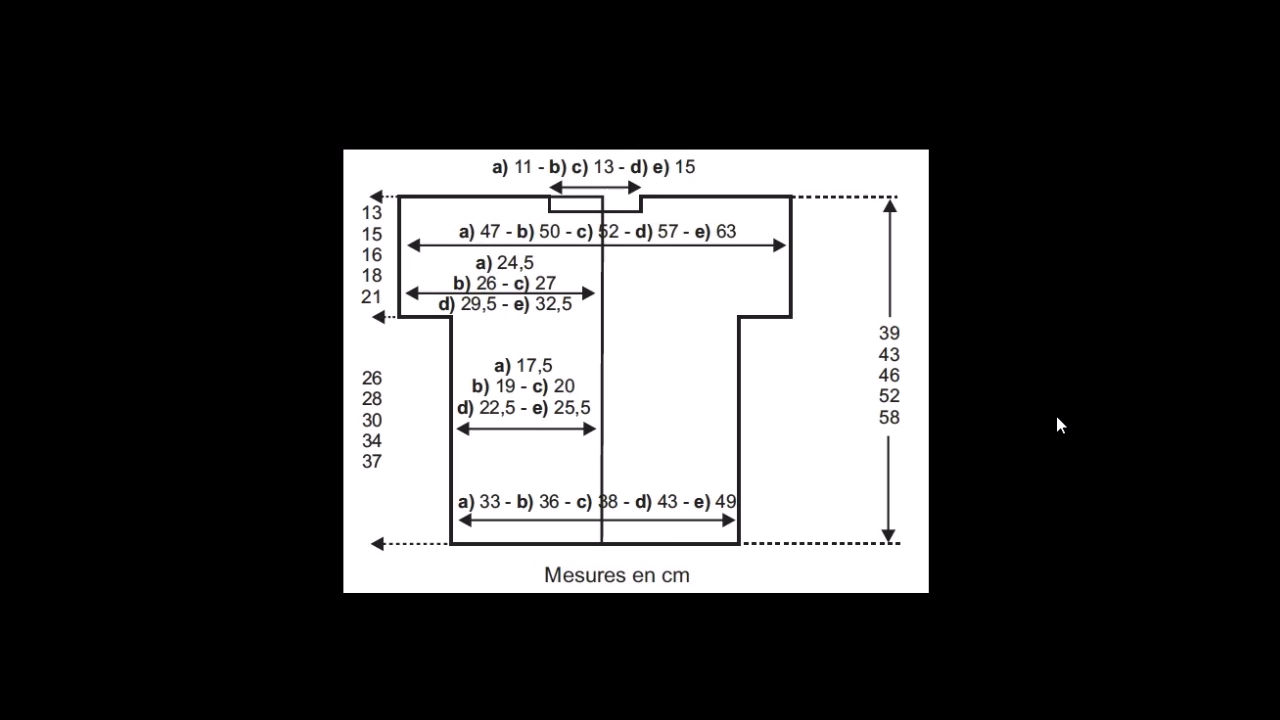 a) 11 - b) c) 13 - d) e) 15
13
15
16
18
21
a) 47 - b) 50 - c) 52 - d) 57 - e) 63
a) 24,5
b) 26 - c) 27
d) 29,5 - e) 32,5
39
43
46
52
58
a) 17,5
b) 19 - c) 20
d) 22,5 - e) 25,5
26
28
30
34
37
a) 33 - b) 36 - c) 38 - d) 43 - e) 49
Mesures en cm